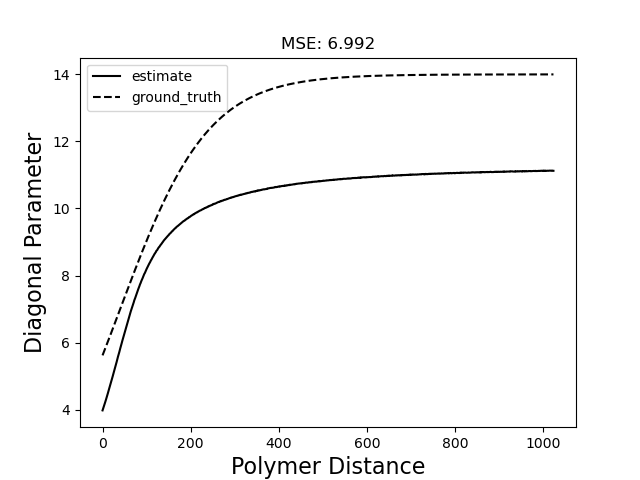 MSE: 6.992
estimate
ground_truth
14
12
10
8
6
4
Diagonal Parameter
0 200 400 600 800 1000
Polymer Distance